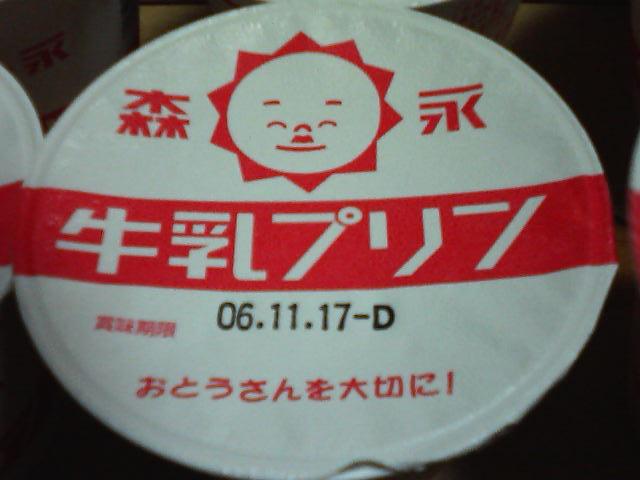 森永
牛乳プリン
賞味期限 06.11.17-D
おとうさんを大切に!